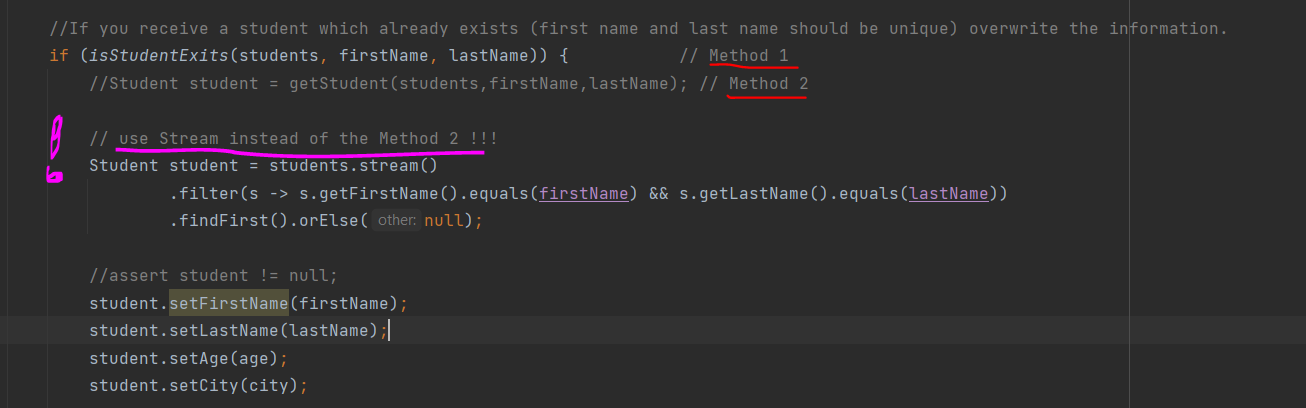 //If you receive a student which already exists (first name and last name should be unique) overwrite the information.
if (isStudentExits(students, firstName, lastName)) {           // Method 1
    //Student student = getStudent(students,firstName,lastName); // Method 2
    // use Stream instead of the Method 2 !!!
    Student student = students.stream()
            .filter(s -> s.getFirstName().equals(firstName) && s.getLastName().equals(lastName))
            .findFirst().orElse( other: null);
    //assert student != null;
    student.setFirstName(firstName);
    student.setLastName(lastName);
    student.setAge(age);
    student.setCity(city);